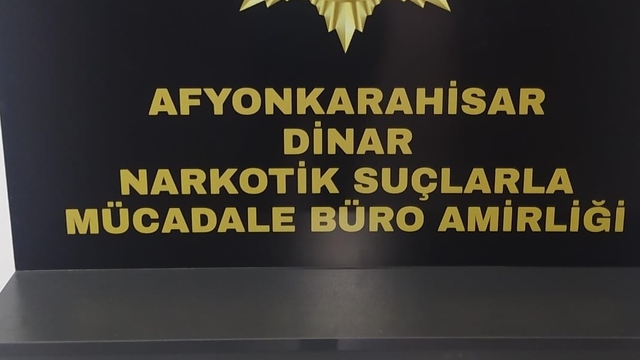 AFYONKARAHİSAR
DİNAR
NARKOTİK SUÇLARLA
MÜCADALE BÜRO AMİRLİĞİ